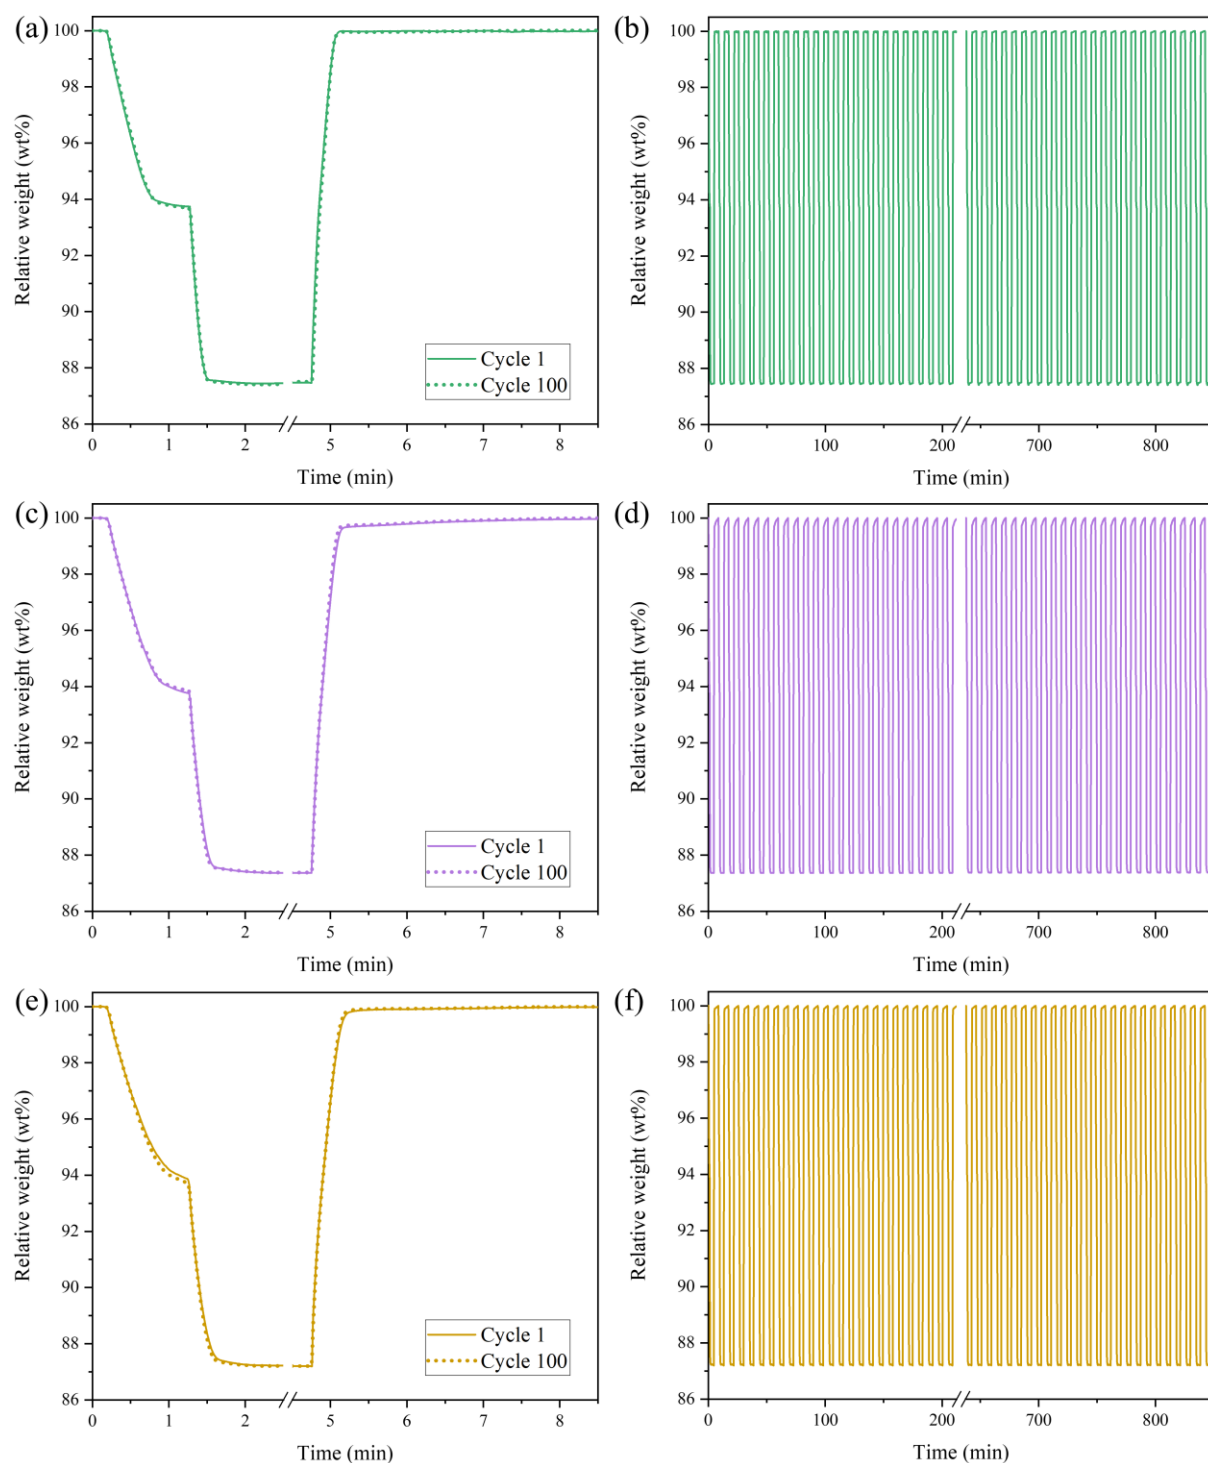 (a)
100
98
96
94
92
90
88
86
Relative weight (wt%)
Cycle 1
Cycle 100
0 1 2 5 6 7 8
Time (min)
(b)
100
98
96
94
92
90
88
86
Relative weight (wt%)
0 100 200 700 800
Time (min)
(c)
100
98
96
94
92
90
88
86
Relative weight (wt%)
Cycle 1
Cycle 100
0 1 2 5 6 7 8
Time (min)
(d)
100
98
96
94
92
90
88
86
Relative weight (wt%)
0 100 200 700 800
Time (min)
(e)
100
98
96
94
92
90
88
86
Relative weight (wt%)
Cycle 1
Cycle 100
0 1 2 5 6 7 8
Time (min)
(f)
100
98
96
94
92
90
88
86
Relative weight (wt%)
0 100 200 700 800
Time (min)